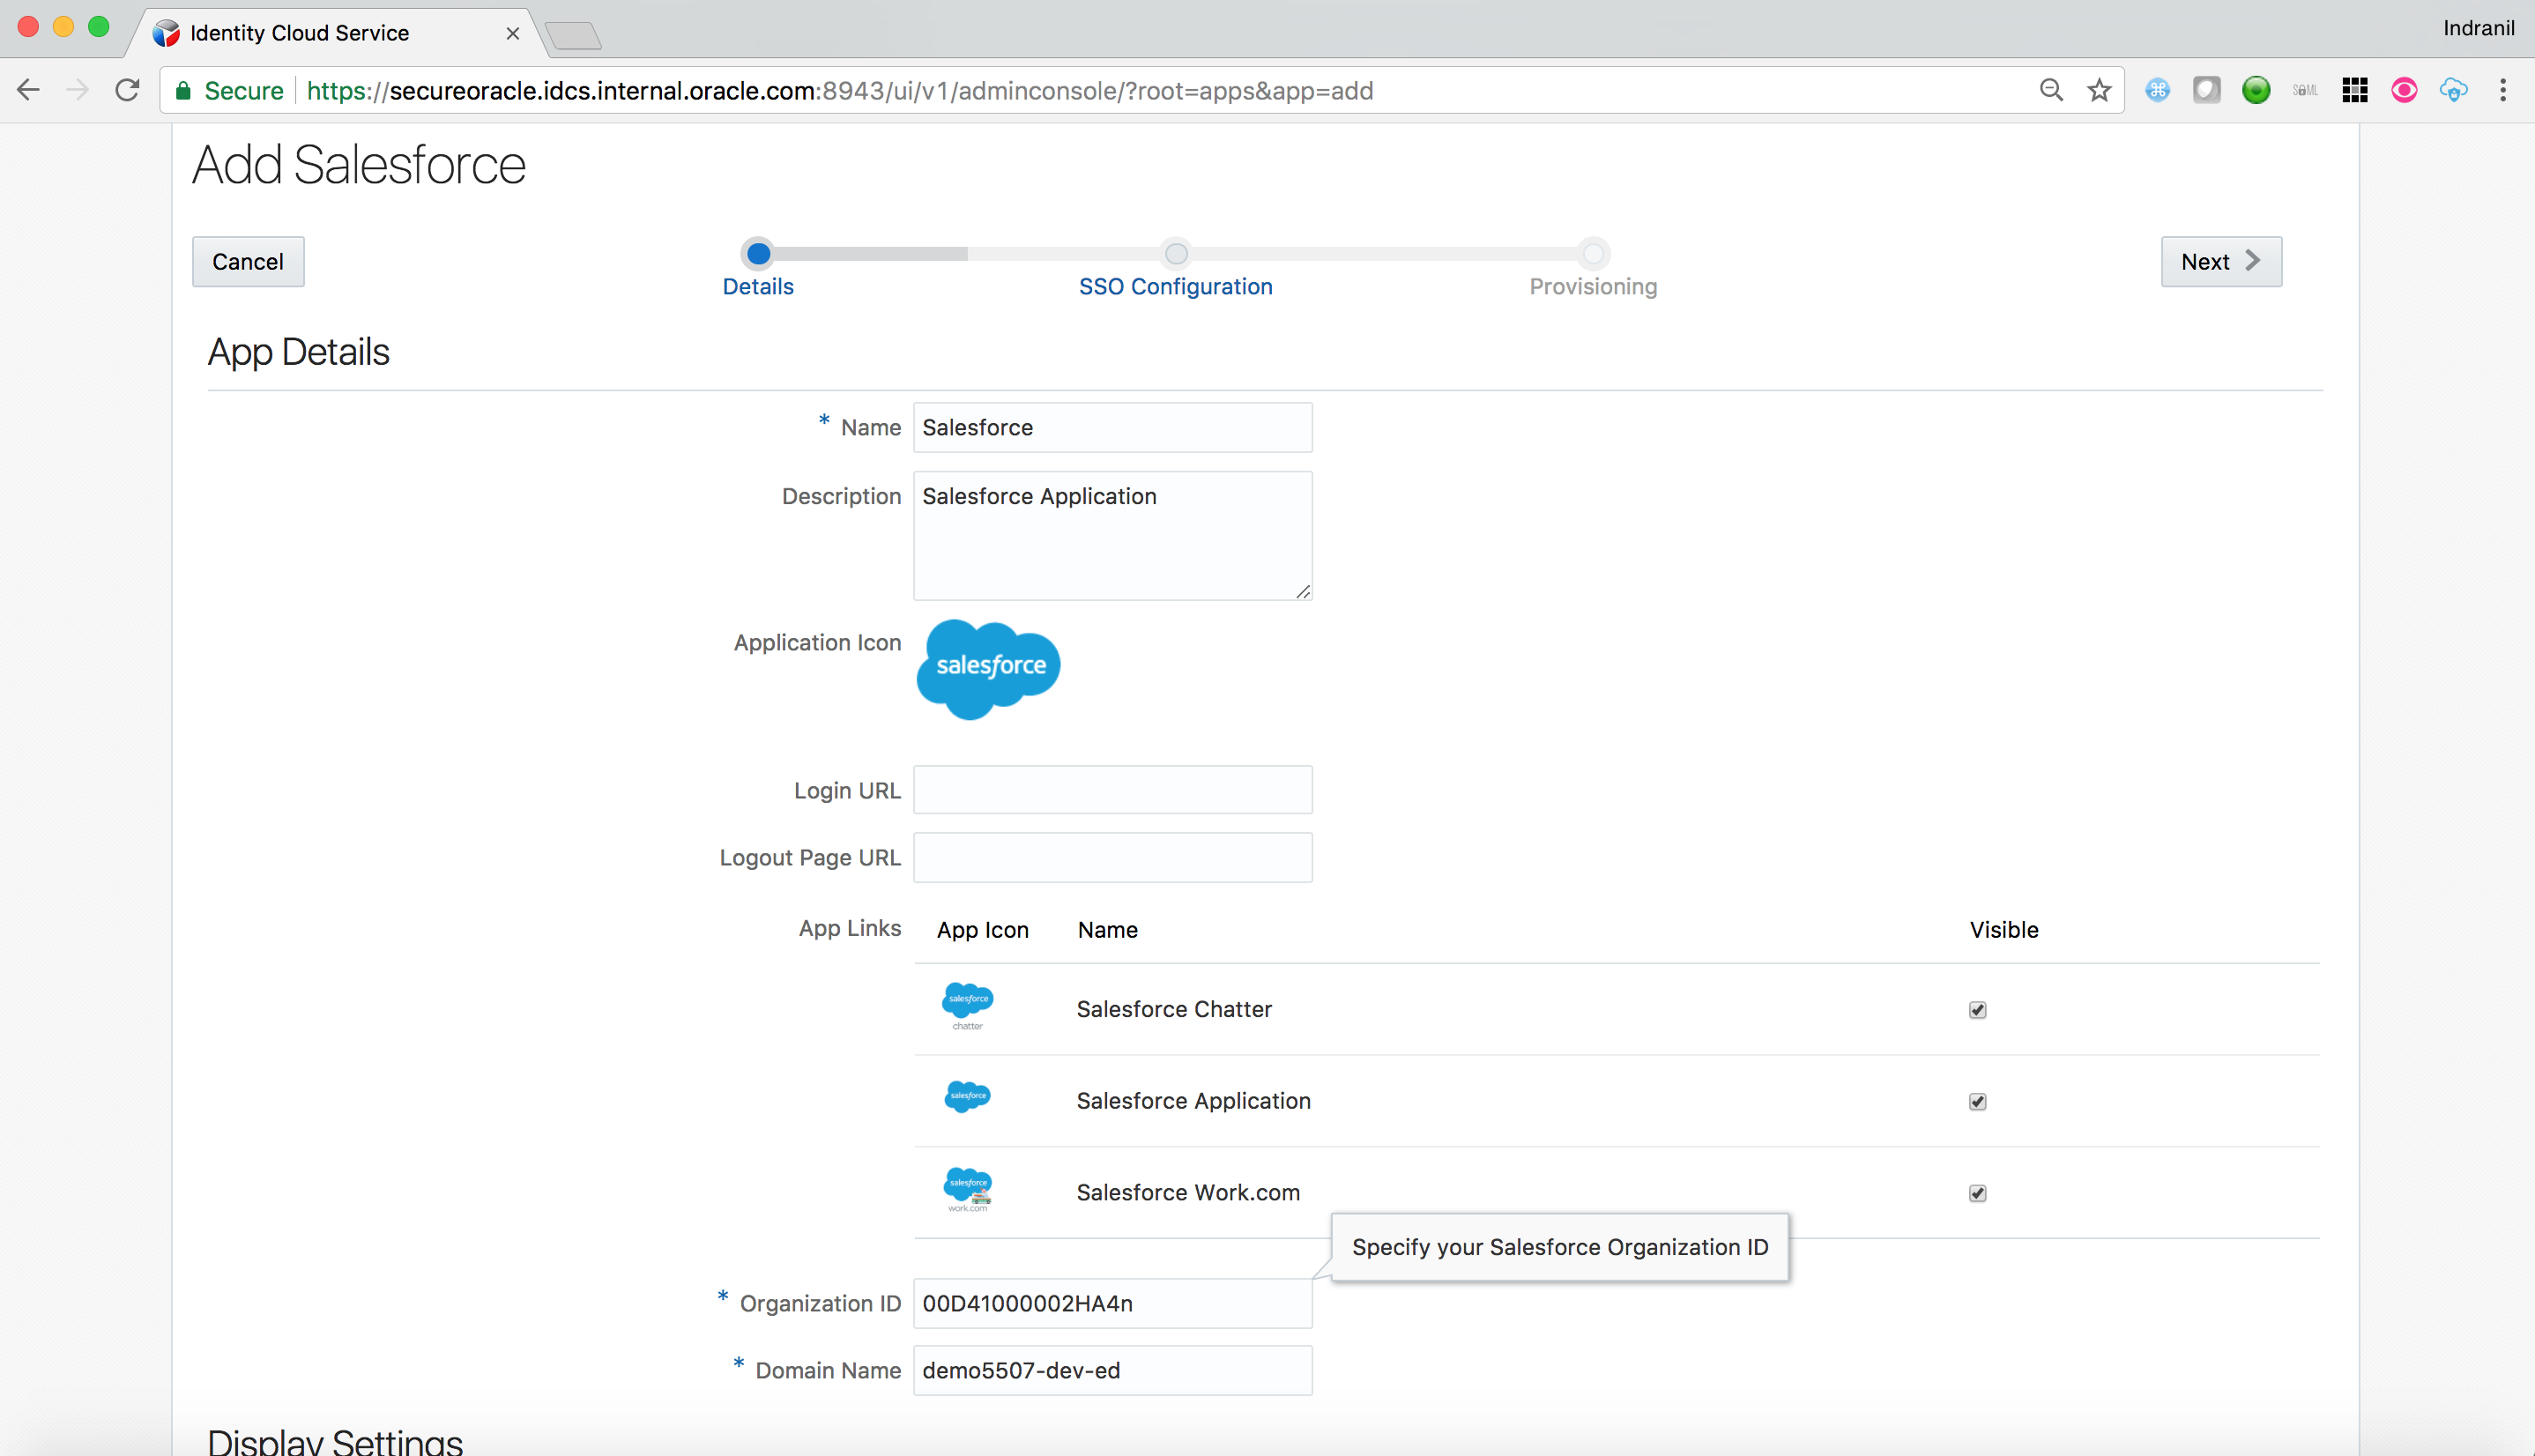 Identity Cloud Service
Indranil
Secure https://secureoracle.idcs.internal.oracle.com:8943/ui/v1/adminconsole/?root=apps&app=add
SAML
Add Salesforce
Cancel
Details
SSO Configuration
Provisioning
Next
App Details
* Name Salesforce
Description Salesforce Application
Application Icon
salesforce
Login URL
Logout Page URL
App Links App Icon Name Visible
salesforce
chatter
Salesforce Chatter
salesforce
Salesforce Application
salesforce
work.com
Salesforce Work.com
Specify your Salesforce Organization ID
* Organization ID 00D41000002HA4n
* Domain Name demo5507-dev-ed
Display Settings